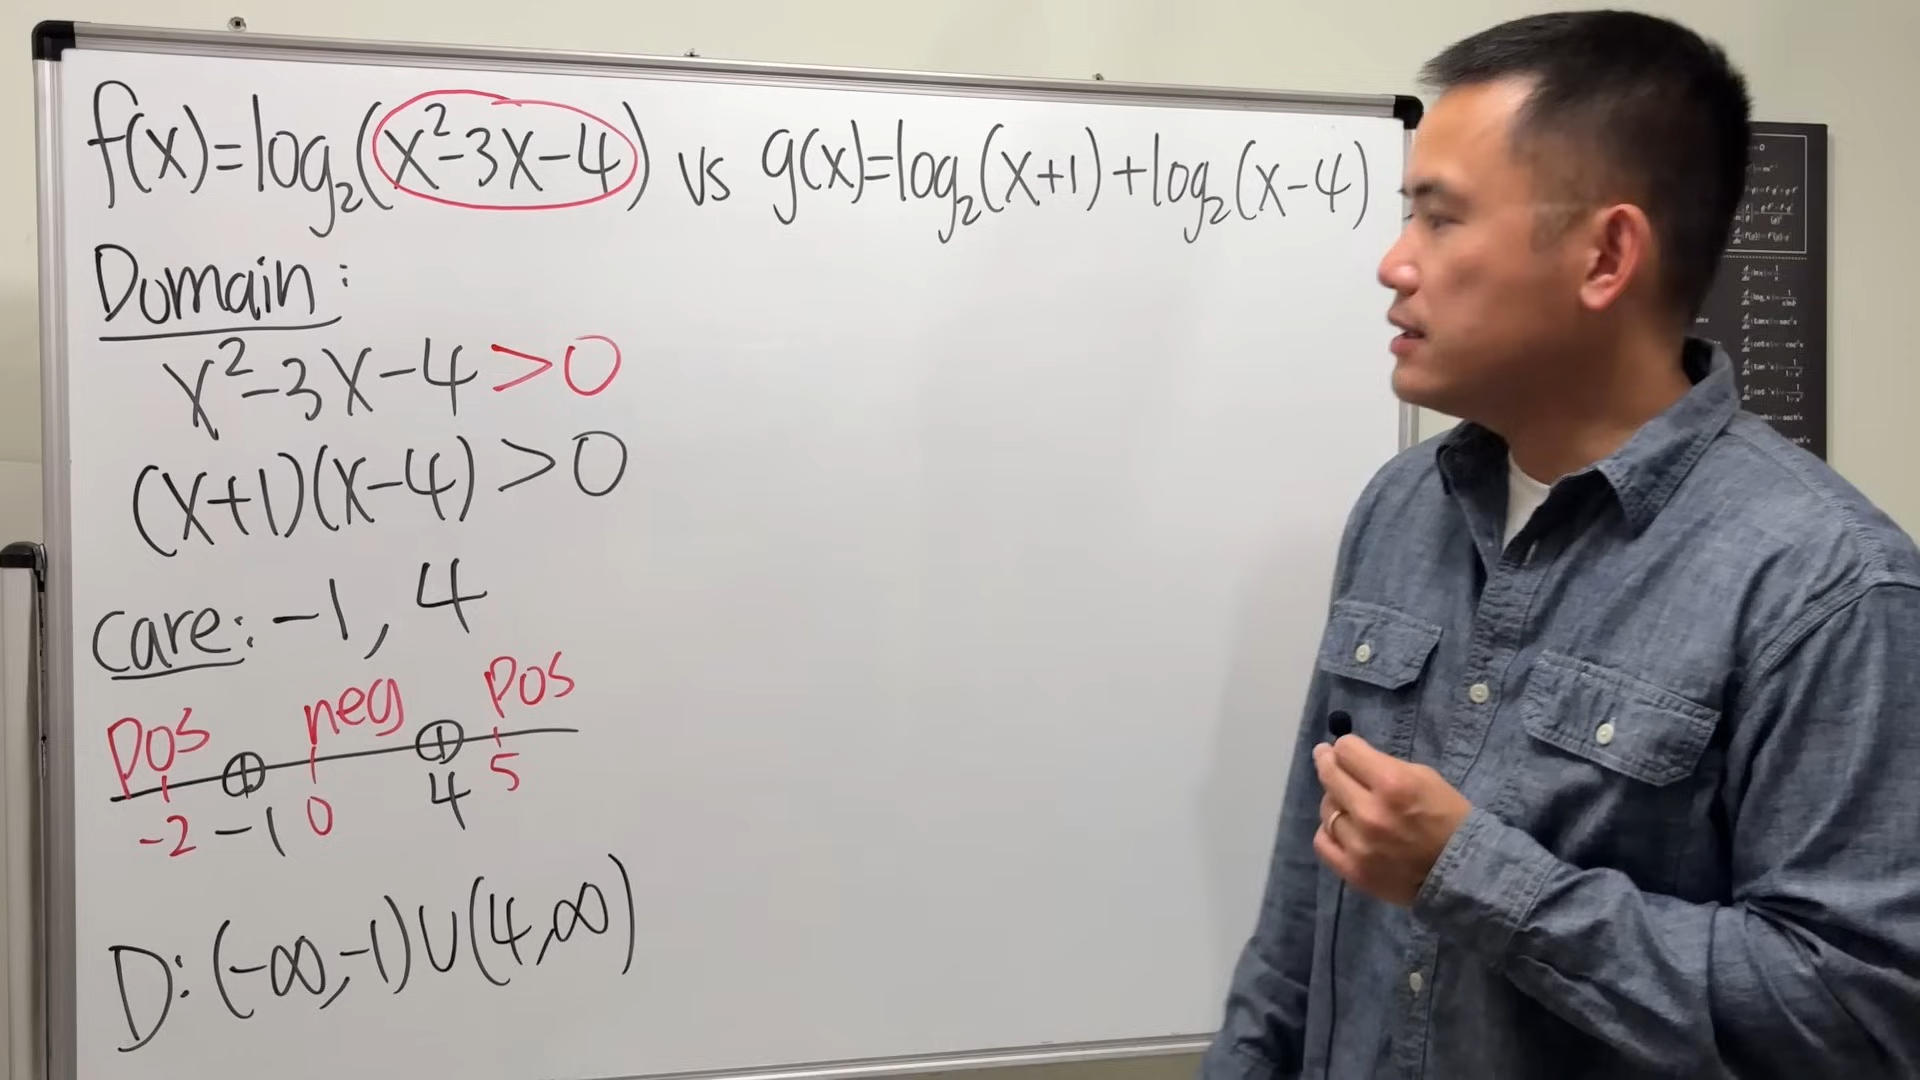 f(x)=log₂(x²-3x-4) vs g(x)=log₂(x+1)+log₂(x-4)
Domain:
x²-3x-4>0
(x+1)(x-4)>0
care: -1, 4
pos neg pos
-2 -1 0 4 5
D: (-∞,-1)∪(4,∞)